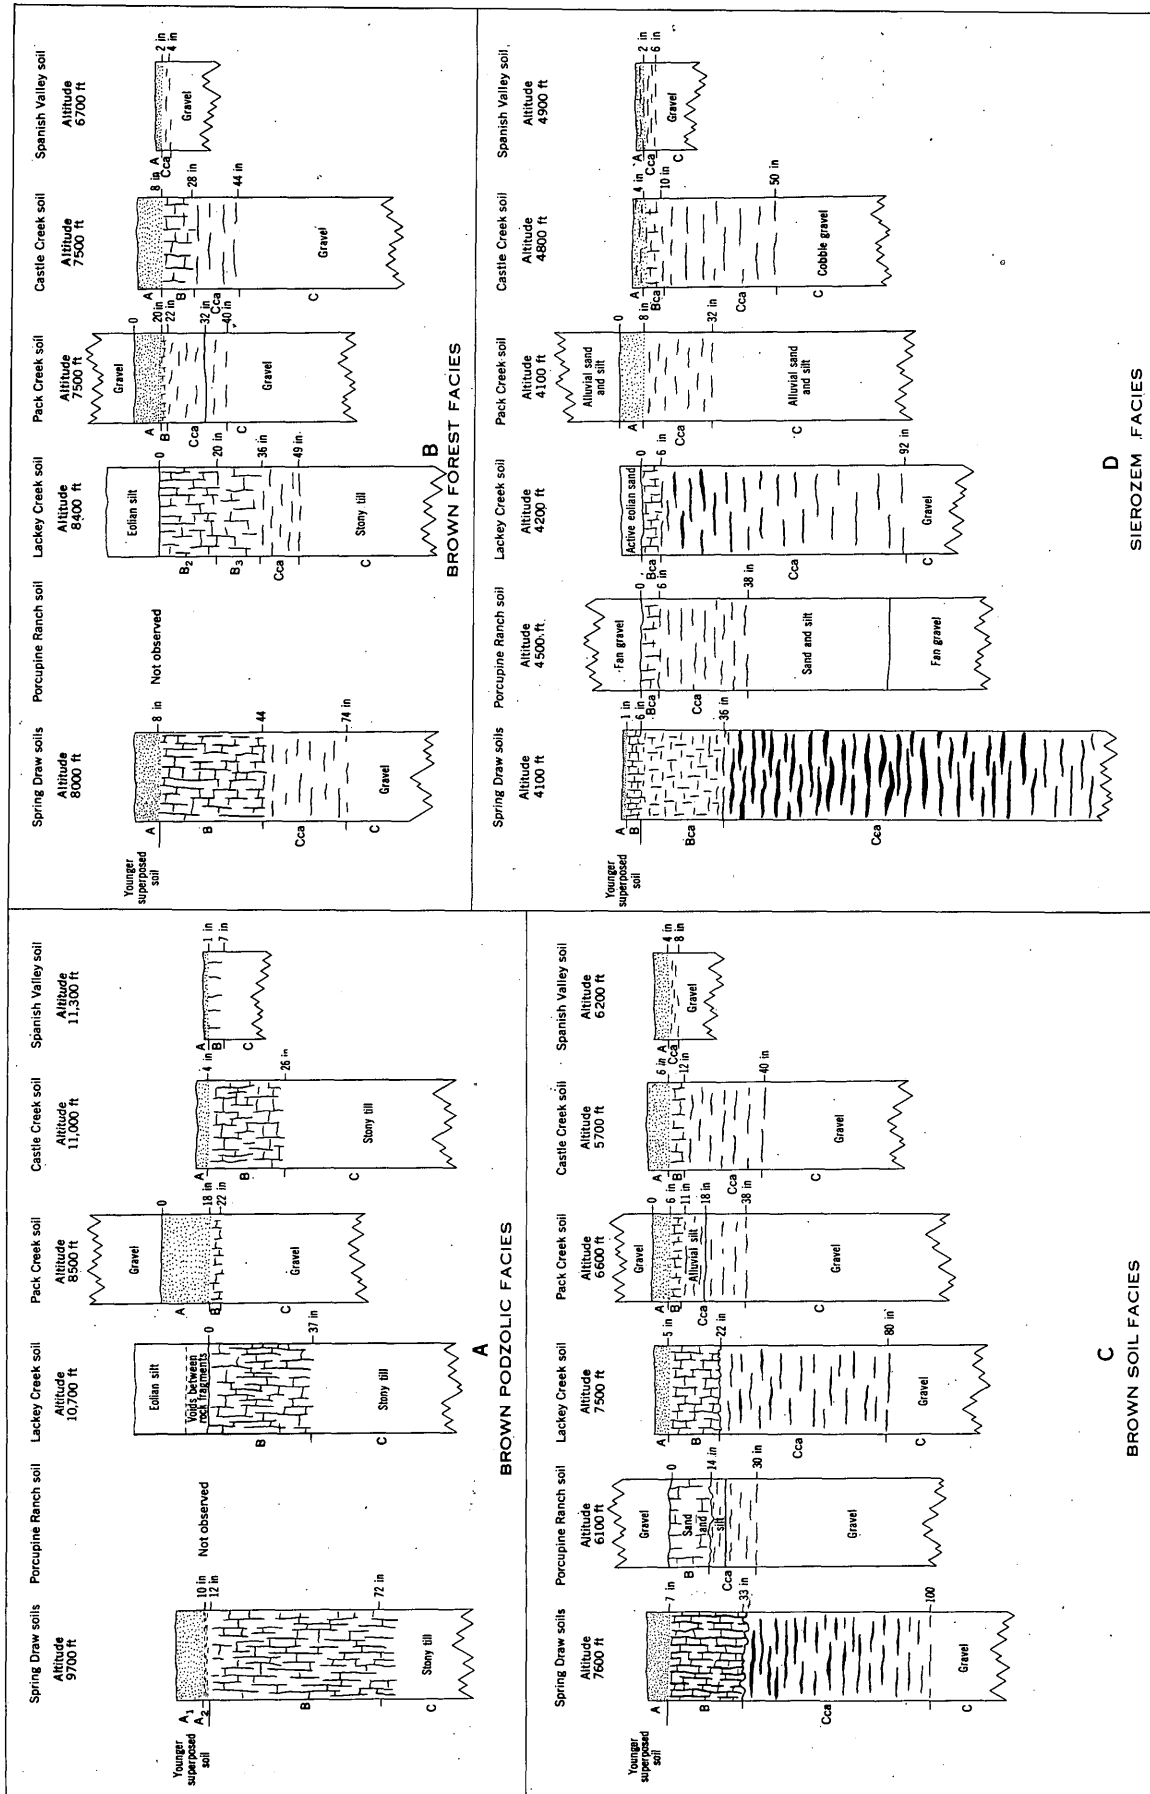 Spring Draw soils
Altitude
9700 ft
Younger
superposed
soil
A1
A2
B
C
10 in
12 in
72 in
Stony till
Porcupine Ranch soil
Not observed
Lackey Creek soil
Altitude
10,700 ft
Eolian silt
Voids between
rock fragments
0
37 in
B
C
Stony till
Pack Creek soil
Altitude
8500 ft
Gravel
0
18 in
22 in
A
B
C
Gravel
Castle Creek soil
Altitude
11,000 ft
4 in
26 in
A
B
C
Stony till
Spanish Valley soil
Altitude
11,300 ft
1 in
7 in
A
B
C
A
BROWN PODZOLIC FACIES
Spring Draw soils
Altitude
8000 ft
Younger
superposed
soil
A
B
Cca
C
8 in
44
74 in
Gravel
Porcupine Ranch soil
Not observed
Lackey Creek soil
Altitude
8400 ft
Eolian silt
0
20 in
36 in
49 in
B2
B3
Cca
C
Stony till
Pack Creek soil
Altitude
7500 ft
Gravel
0
20 in
22 in
32 in
40 in
A
B
Cca
C
Gravel
Castle Creek soil
Altitude
7500 ft
8 in
28 in
44 in
A
B
Cca
C
Gravel
Spanish Valley soil
Altitude
6700 ft
2 in
4 in
A
Cca
Gravel
B
BROWN FOREST FACIES
Spring Draw soils
Altitude
7600 ft
Younger
superposed
soil
A
B
Cca
C
7 in
33 in
100
Gravel
Porcupine Ranch soil
Altitude
6100 ft
Gravel
0
14 in
30 in
Sand
and
silt
B
Cca
C
Gravel
Lackey Creek soil
Altitude
7500 ft
5 in
22 in
80 in
A
B
Cca
C
Gravel
Pack Creek soil
Altitude
6600 ft
Gravel
0
6 in
11 in
18 in
38 in
Alluvial silt
A
B
Cca
C
Gravel
Castle Creek soil
Altitude
5700 ft
6 in
12 in
40 in
A
B
Cca
C
Gravel
Spanish Valley soil
Altitude
6200 ft
4 in
8 in
A
Cca
C
Gravel
C
BROWN SOIL FACIES
Spring Draw soils
Altitude
4100 ft
Younger
superposed
soil
A
B
Bca
Cca
1 in
6 in
36 in
Porcupine Ranch soil
Altitude
4500 ft.
Fan gravel
0
6 in
38 in
Bca
Cca
Sand and silt
Fan gravel
Lackey Creek soil
Altitude
4200 ft
Active eolian sand
0
6 in
92 in
Bca
Cca
C
Gravel
Pack Creek soil
Altitude
4100 ft
Alluvial sand
and silt
0
8 in
32 in
A
Cca
C
Alluvial sand
and silt
Castle Creek soil
Altitude
4800 ft
4 in
10 in
50 in
A
Bca
Cca
C
Cobble gravel
Spanish Valley soil
Altitude
4900 ft
2 in
6 in
A
Cca
C
Gravel
D
SIEROZEM FACIES